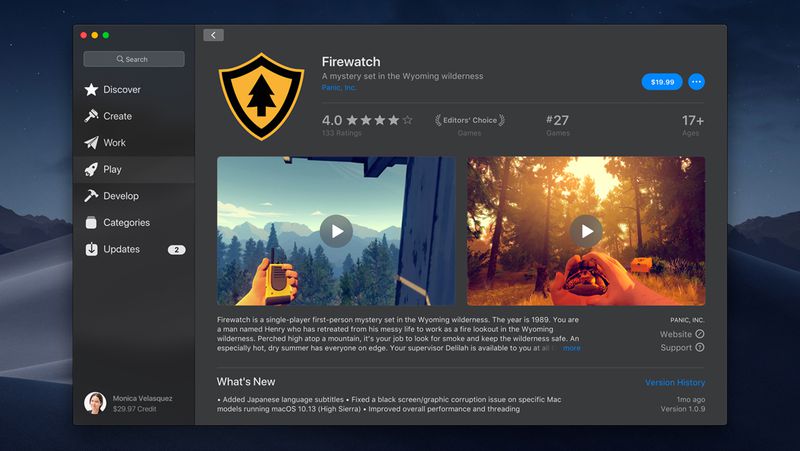 Search
Discover
Create
Work
Play
Develop
Categories
Updates 2
Monica Velasquez
$29.97 Credit
Firewatch
A mystery set in the Wyoming wilderness
Panic, Inc.
$19.99
4.0
133 Ratings
Editors' Choice
Games
#27
Games
17+
Ages
Firewatch is a single-player first-person mystery set in the Wyoming wilderness. The year is 1989. You are
a man named Henry who has retreated from his messy life to work as a fire lookout in the Wyoming
wilderness. Perched high atop a mountain, it's your job to look for smoke and keep the wilderness safe. An
especially hot, dry summer has everyone on edge. Your supervisor Delilah is available to you at all more
PANIC, INC.
Website
Support
What's New
Version History
• Added Japanese language subtitles • Fixed a black screen/graphic corruption issue on specific Mac
models running macOS 10.13 (High Sierra) • Improved overall performance and threading
1mo ago
Version 1.0.9